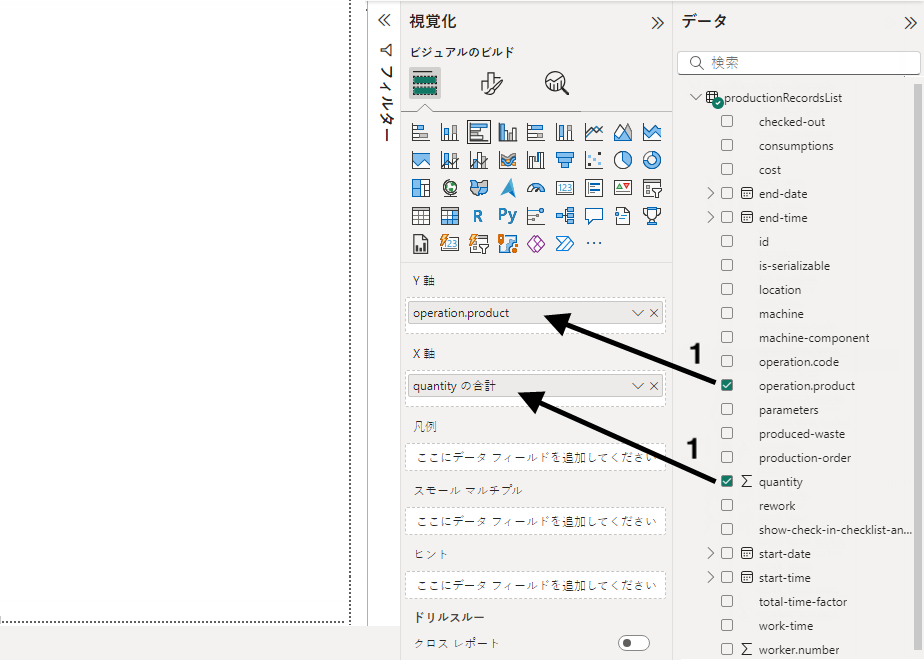 フィルター
視覚化
ビジュアルのビルド
123
R
Py
123
Y 軸
operation.product
X 軸
quantity の合計
凡例
ここにデータ フィールドを追加してください
スモール マルチプル
ここにデータ フィールドを追加してください
ヒント
ここにデータ フィールドを追加してください
ドリルスルー
クロス レポート
1
1
データ
検索
productionRecordsList
checked-out
consumptions
cost
end-date
end-time
id
is-serializable
location
machine
machine-component
operation.code
operation.product
parameters
produced-waste
production-order
quantity
rework
show-check-in-checklist-an...
start-date
start-time
total-time-factor
work-time
worker.number